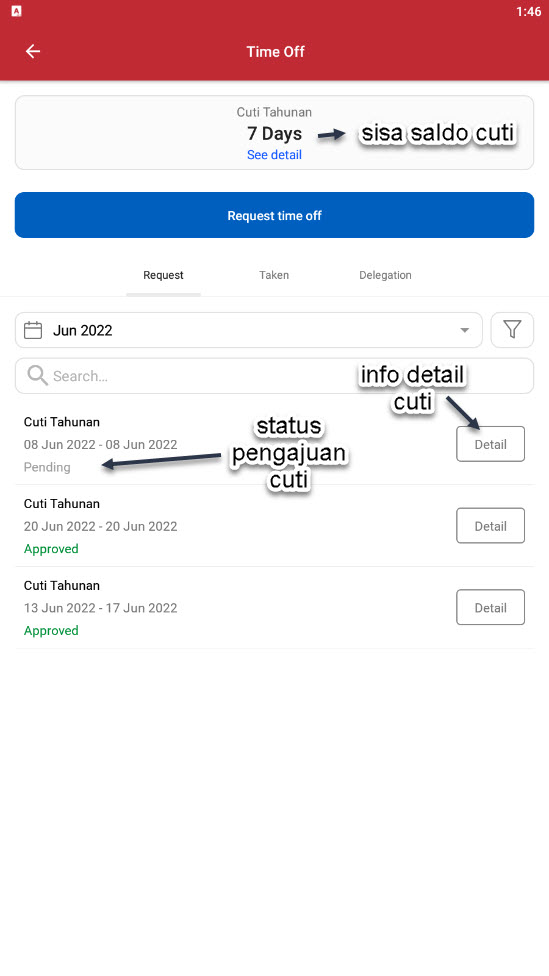 A
1:46
Time Off
Cuti Tahunan
7 Days
sisa saldo cuti
See detail
Request time off
Request
Taken
Delegation
Jun 2022
Search...
info detail
cuti
Cuti Tahunan
08 Jun 2022 - 08 Jun 2022
Pending
status
pengajuan
cuti
Detail
Cuti Tahunan
20 Jun 2022 - 20 Jun 2022
Approved
Detail
Cuti Tahunan
13 Jun 2022 - 17 Jun 2022
Approved
Detail